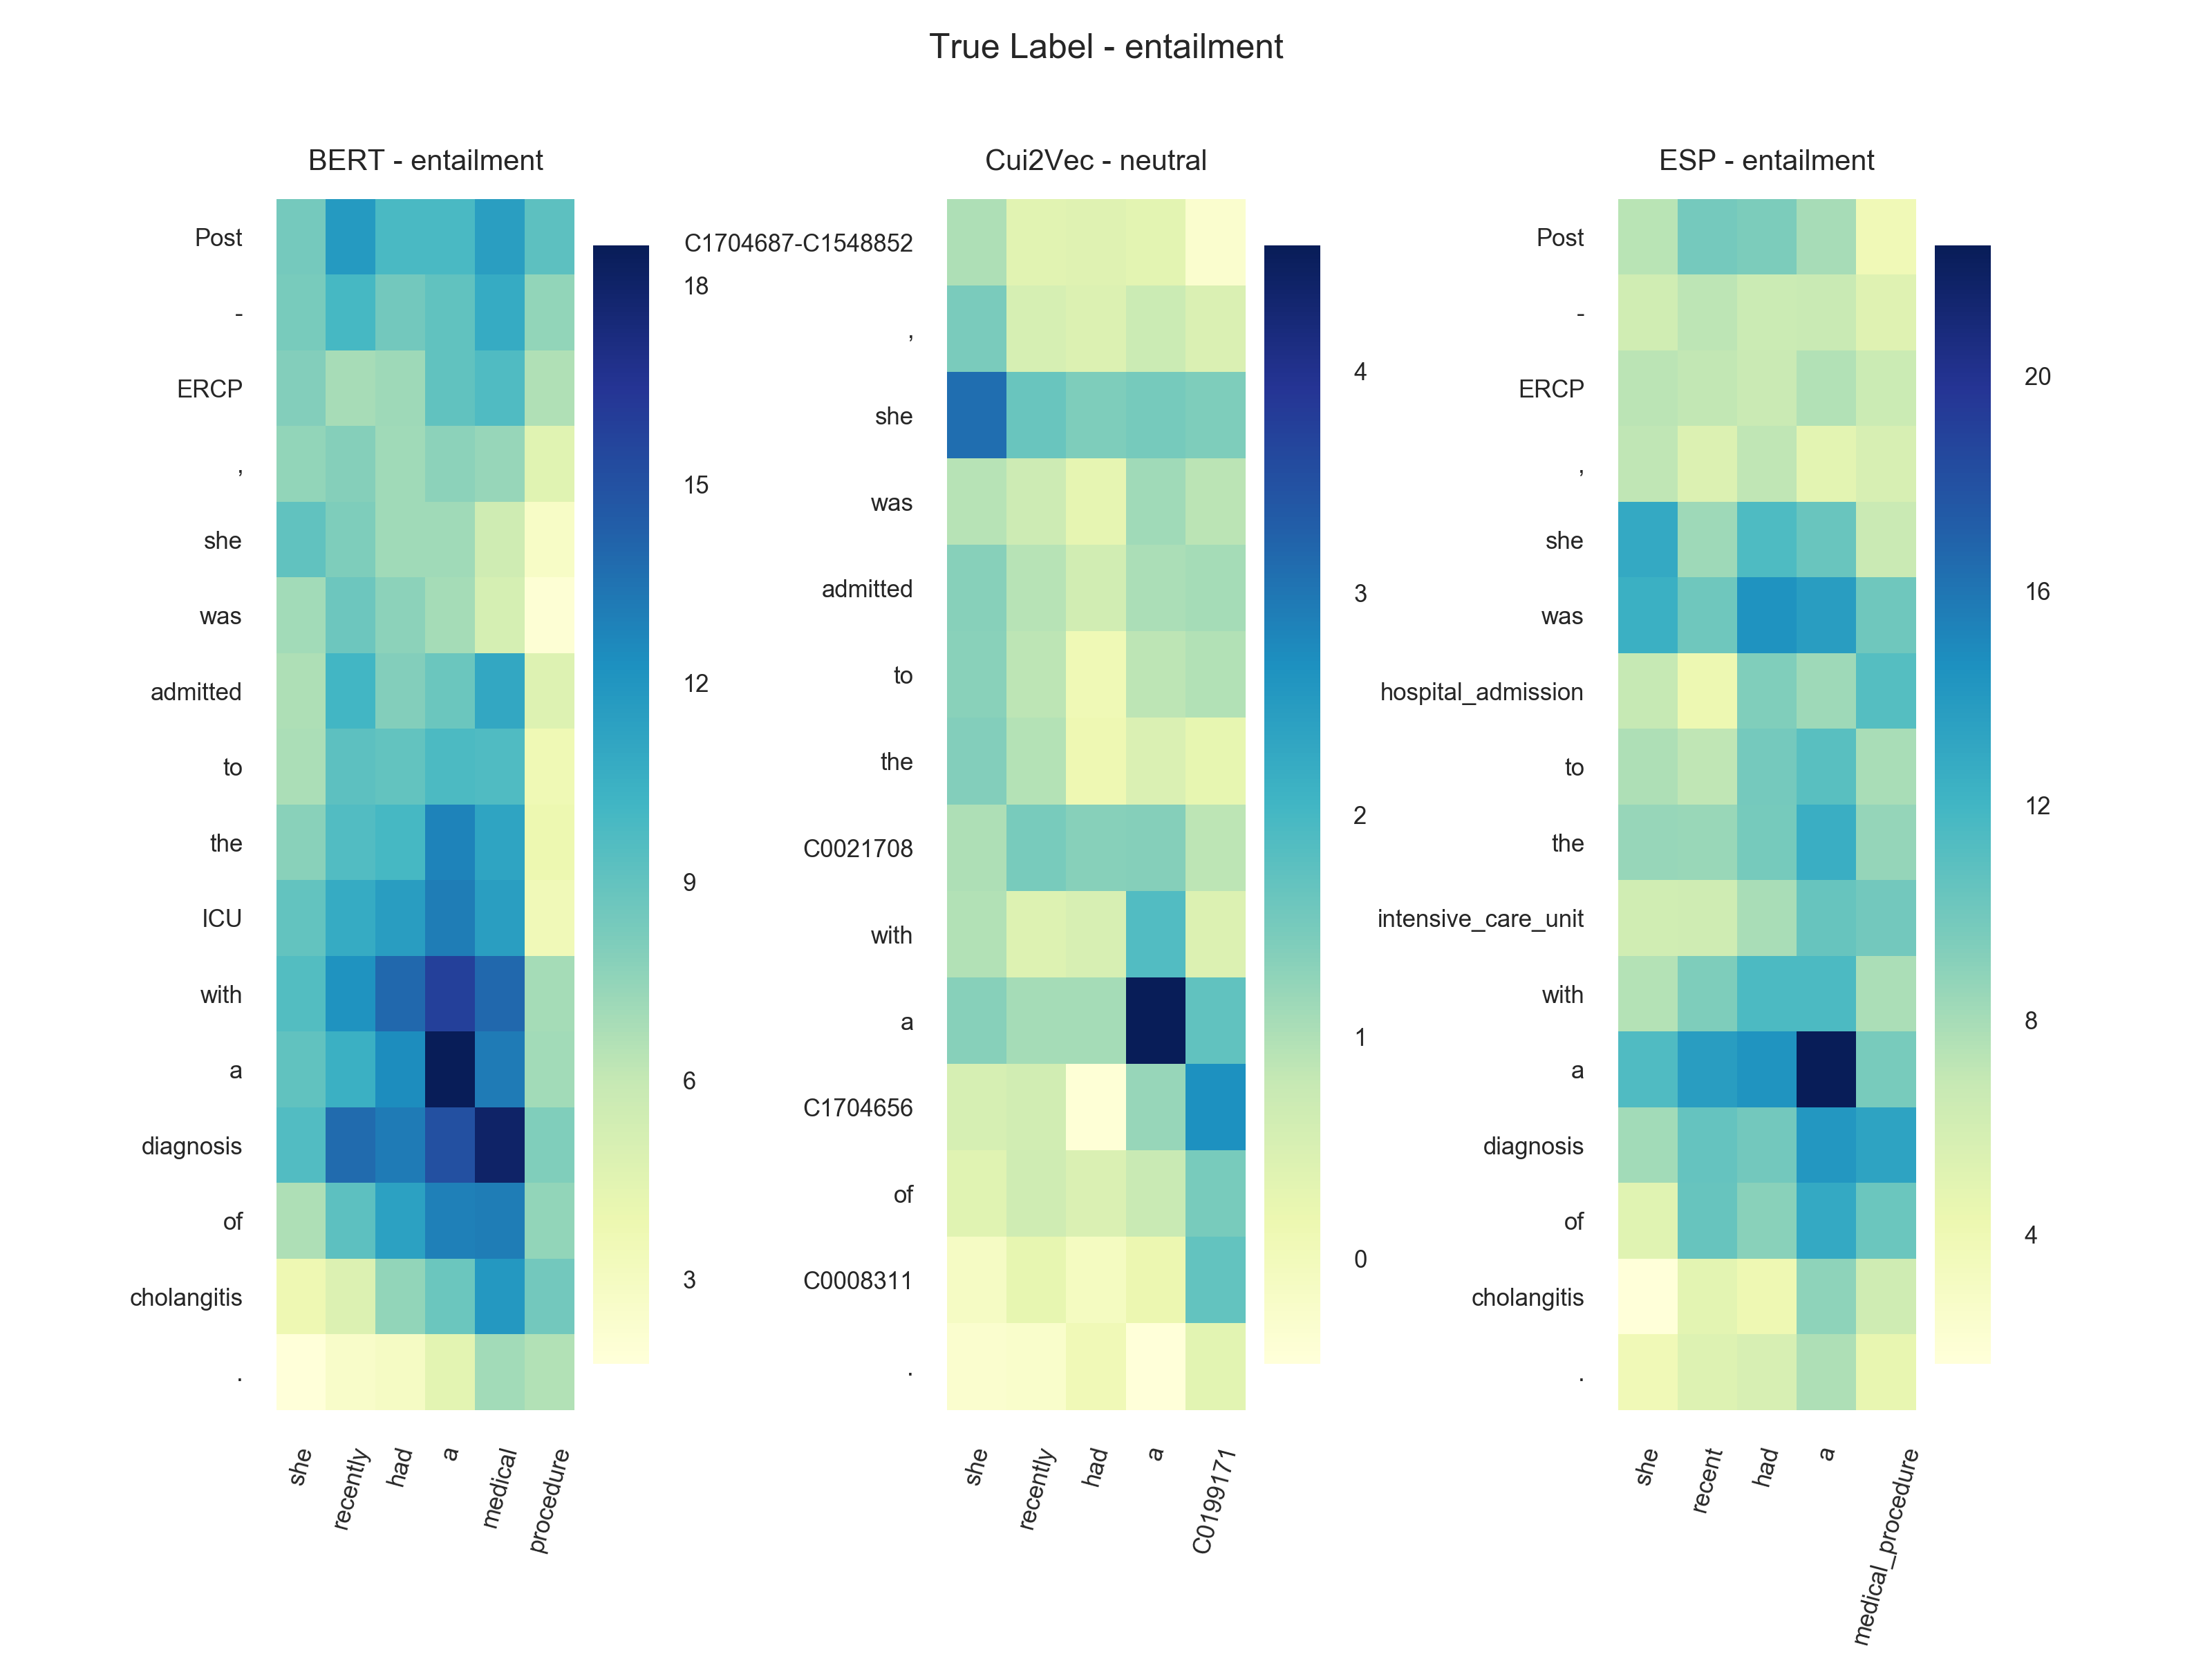 True Label - entailment
BERT - entailment
Post
-
ERCP
,
she
was
admitted
to
the
ICU
with
a
diagnosis
of
cholangitis
.
she
recently
had
a
medical
procedure
18
15
12
9
6
3
Cui2Vec - neutral
C1704687-C1548852
,
she
was
admitted
to
the
C0021708
with
a
C1704656
of
C0008311
.
she
recently
had
a
C0199171
4
3
2
1
0
ESP - entailment
Post
-
ERCP
,
she
was
hospital_admission
to
the
intensive_care_unit
with
a
diagnosis
of
cholangitis
.
she
recent
had
a
medical_procedure
20
16
12
8
4